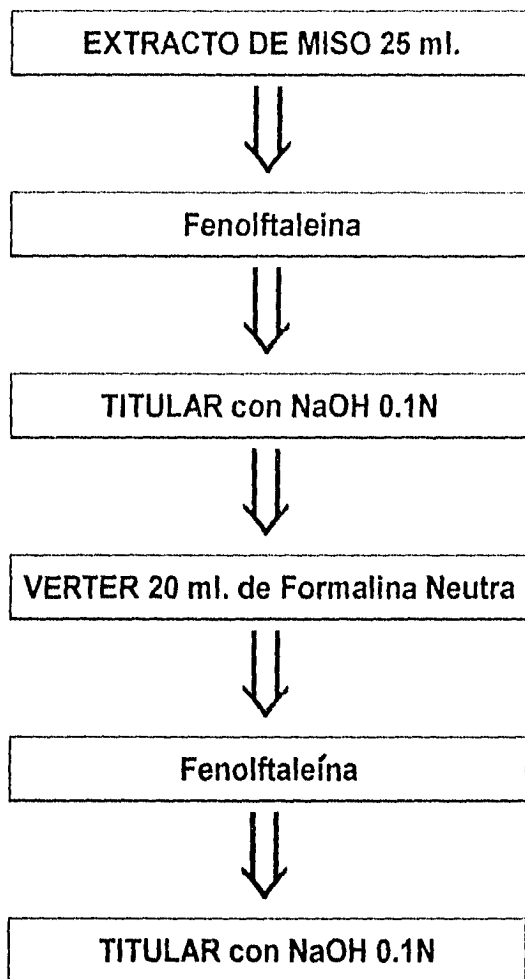 EXTRACTO DE MISO 25 ml.
Fenolftaleina
TITULAR con NaOH 0.1N
VERTER 20 ml. de Formalina Neutra
Fenolftaleína
TITULAR con NaOH 0.1N